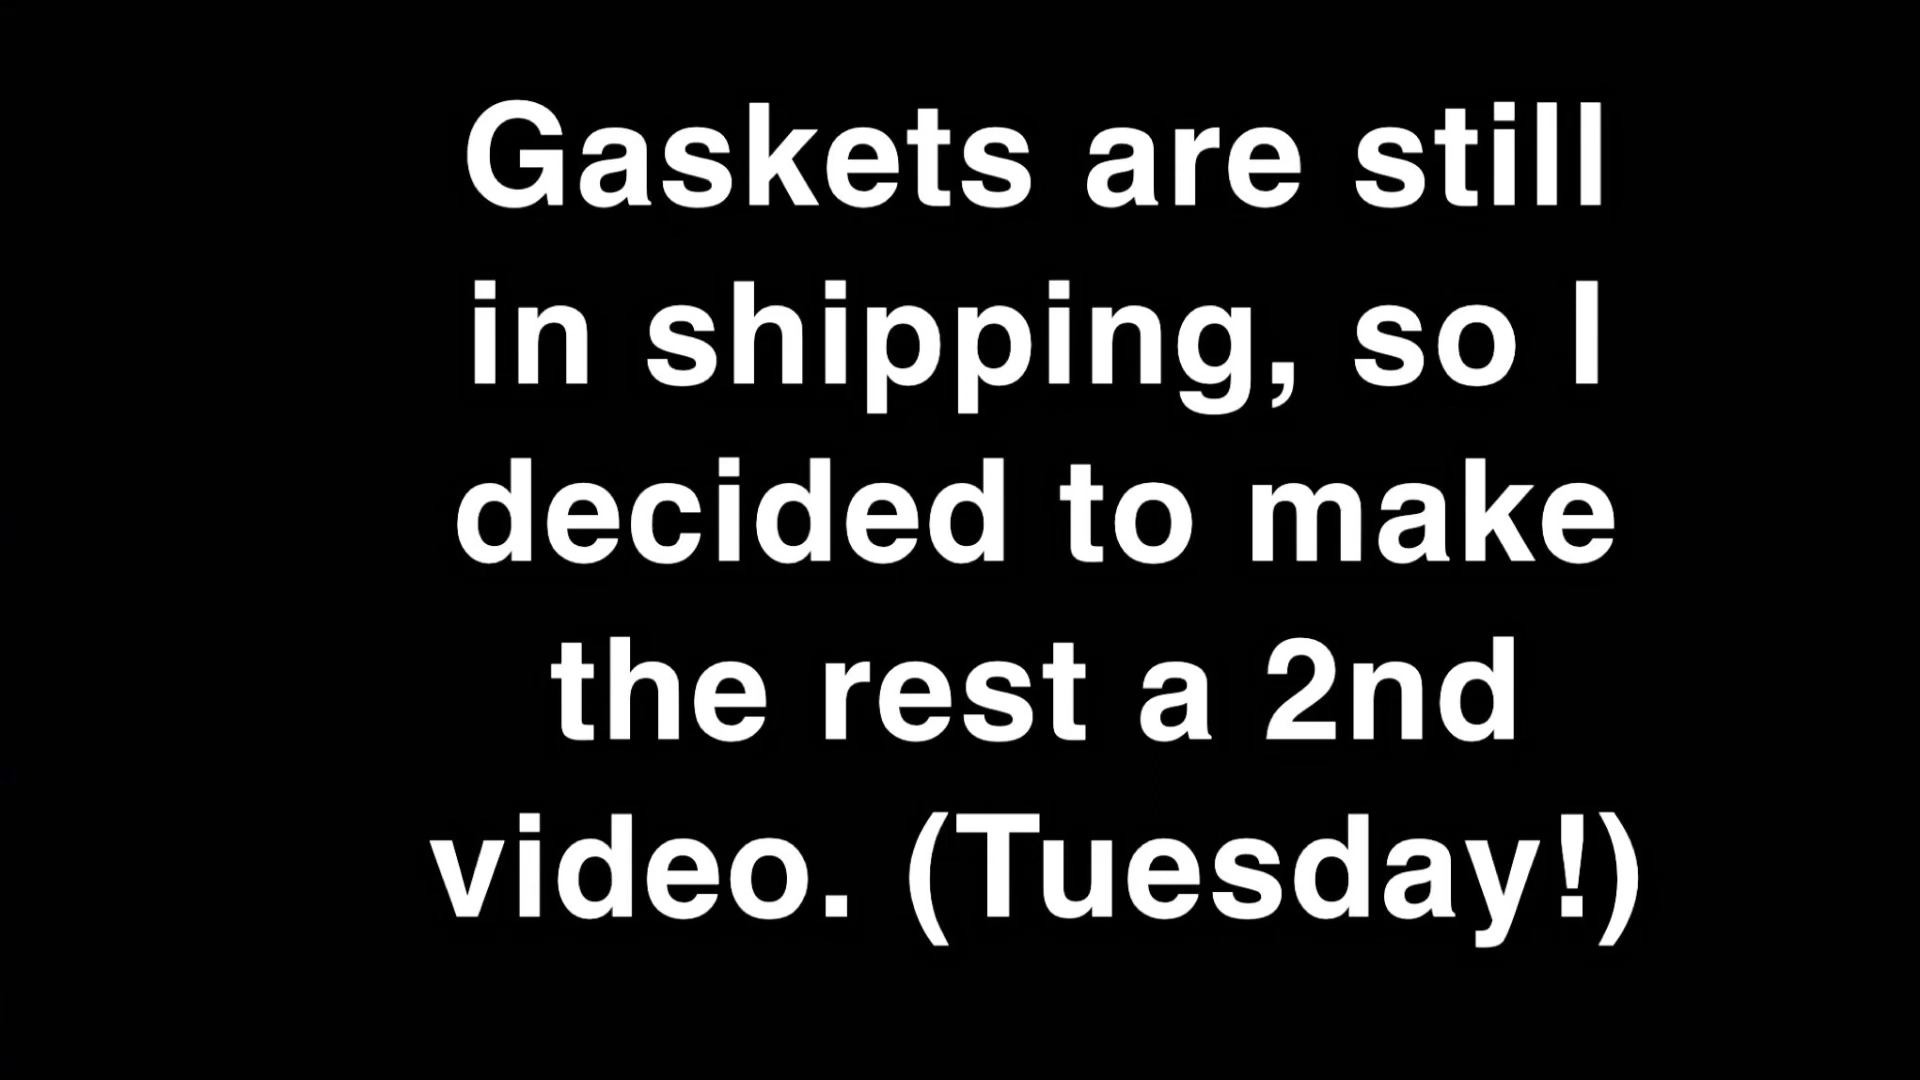 Gaskets are still
in shipping, so I
decided to make
the rest a 2nd
video. (Tuesday!)